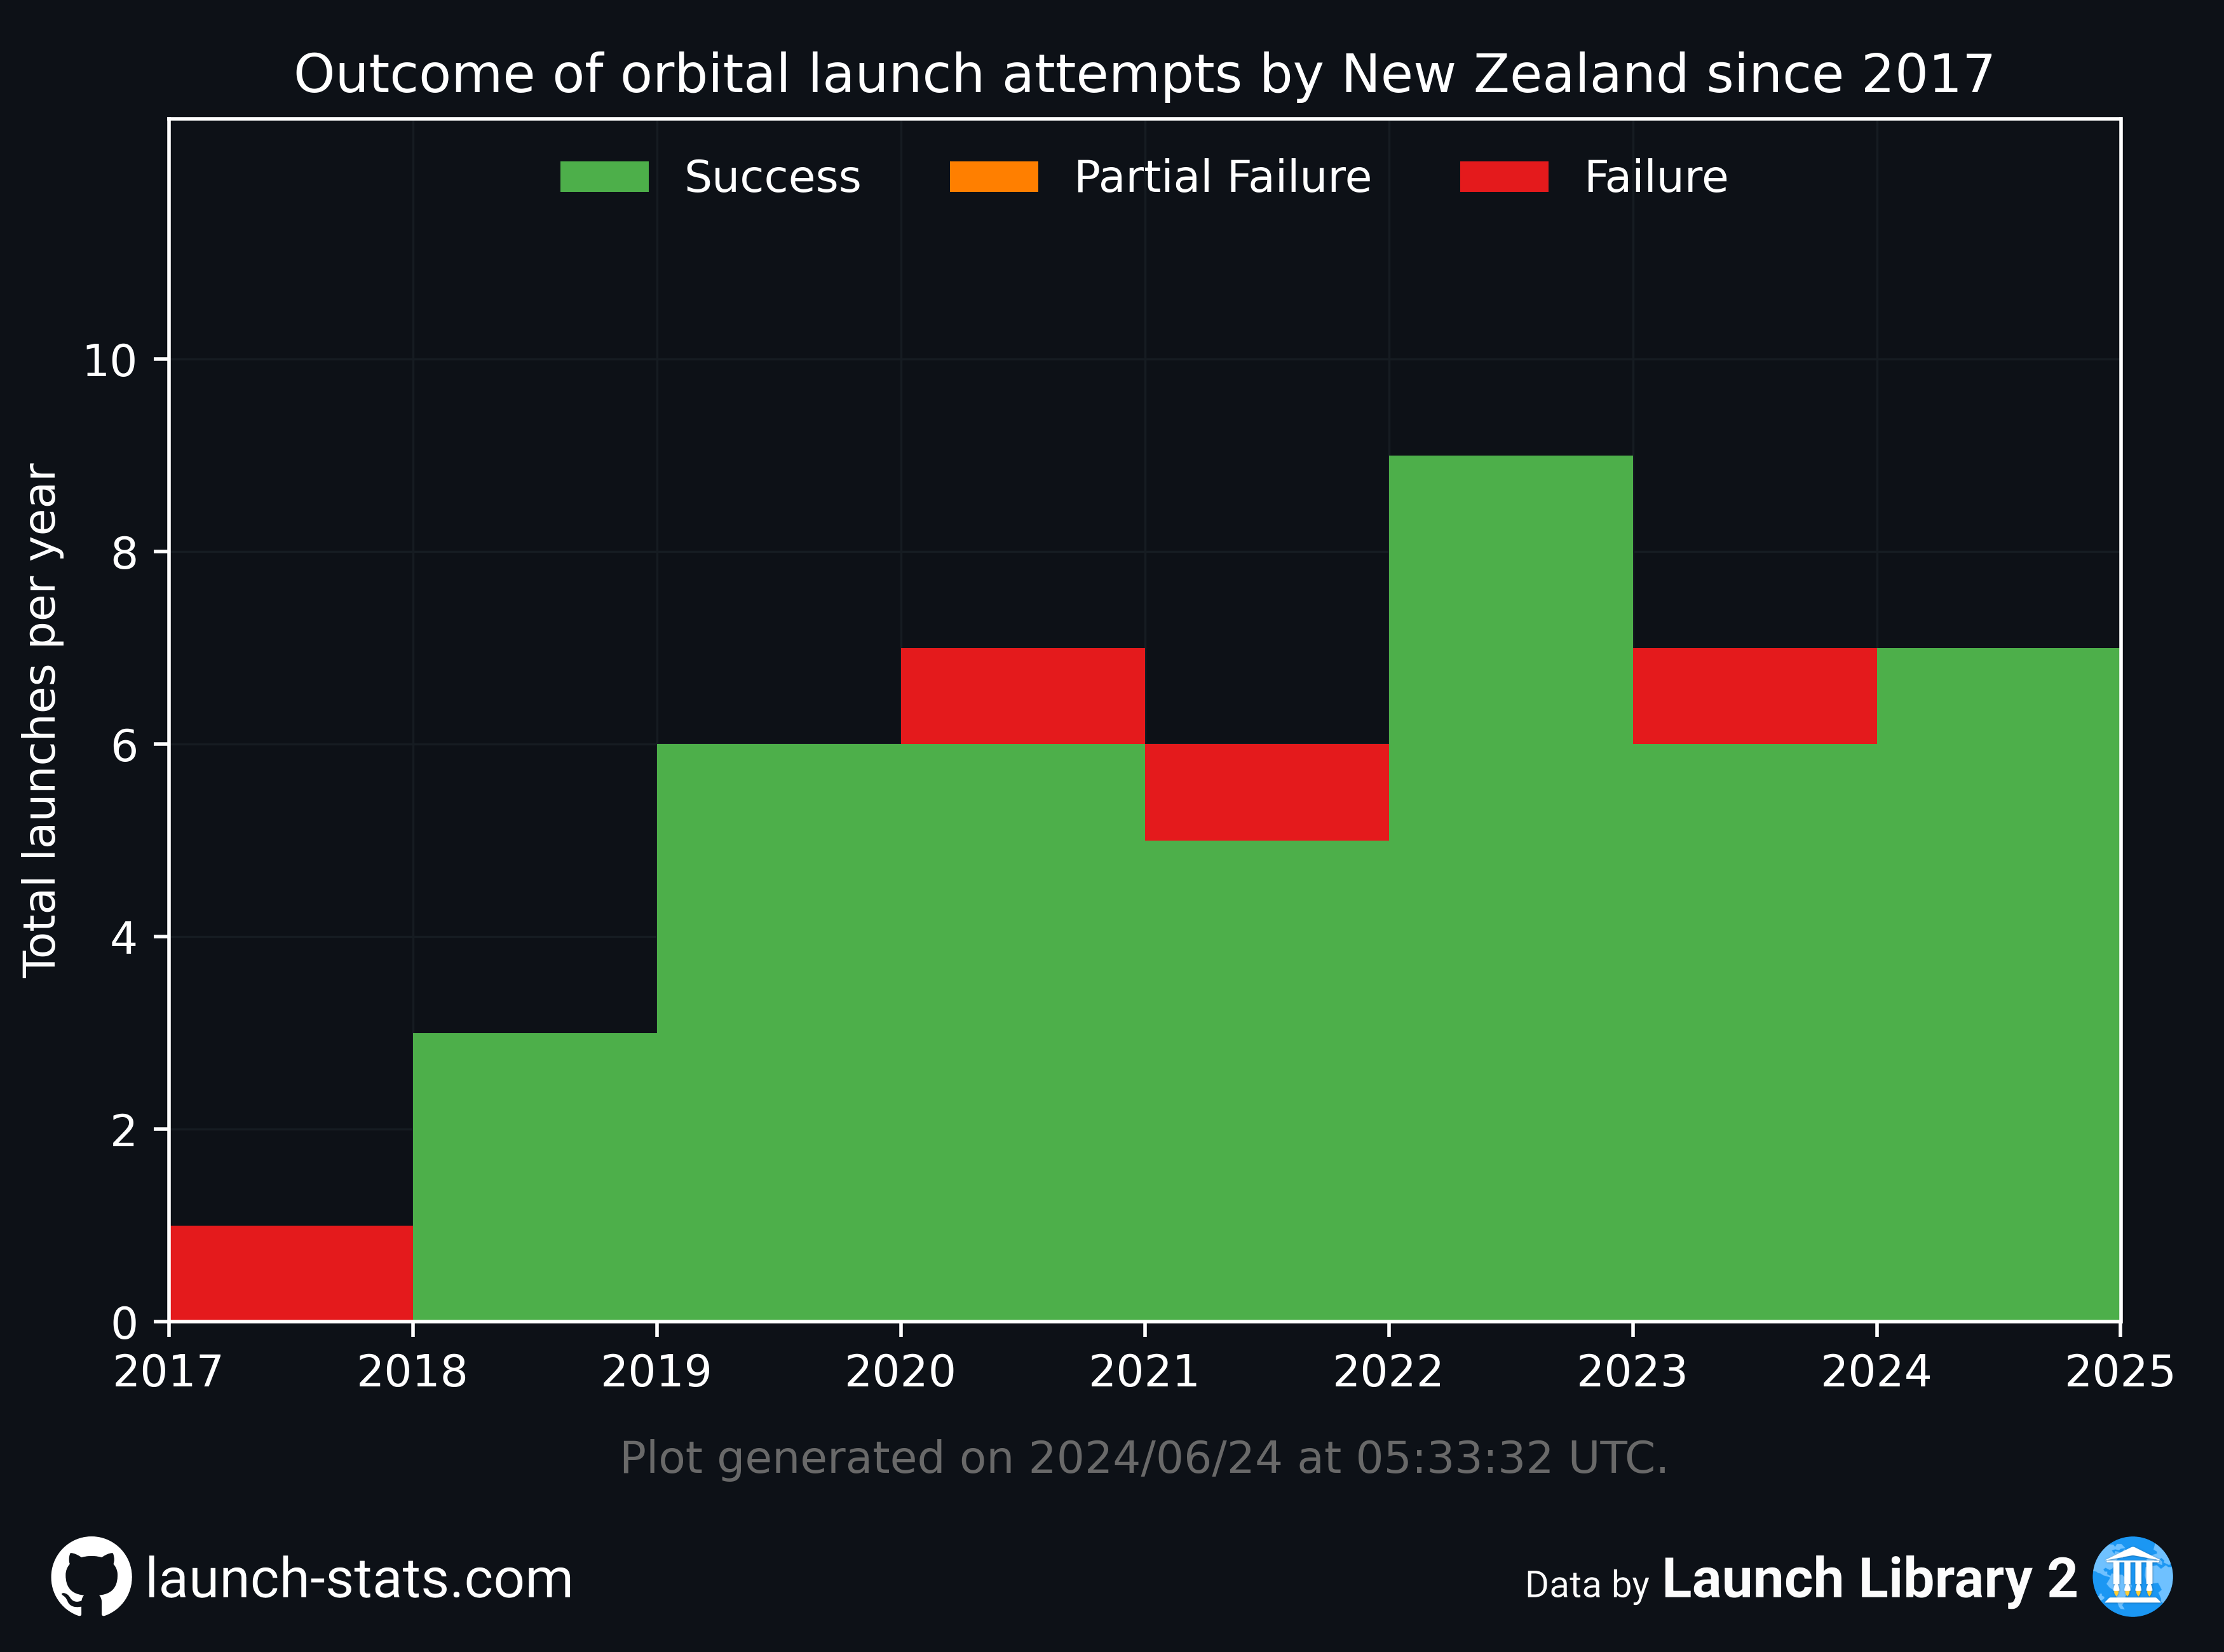 Outcome of orbital launch attempts by New Zealand since 2017
Success Partial Failure Failure
Total launches per year
10
8
6
4
2
0
2017 2018 2019 2020 2021 2022 2023 2024 2025
Plot generated on 2024/06/24 at 05:33:32 UTC.
launch-stats.com
Data by Launch Library 2